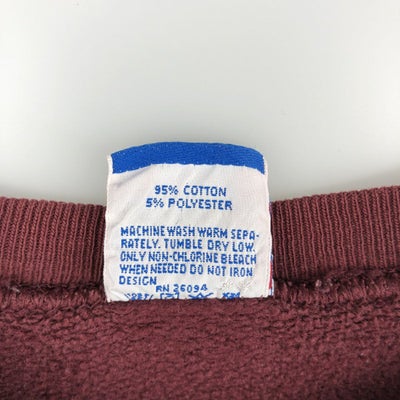 95% COTTON
5% POLYESTER
MACHINE WASH WARM SEPA-
RATELY. TUMBLE DRY LOW.
ONLY NON-CHLORINE BLEACH
WHEN NEEDED DO NOT IRON
DESIGN
RN 26094